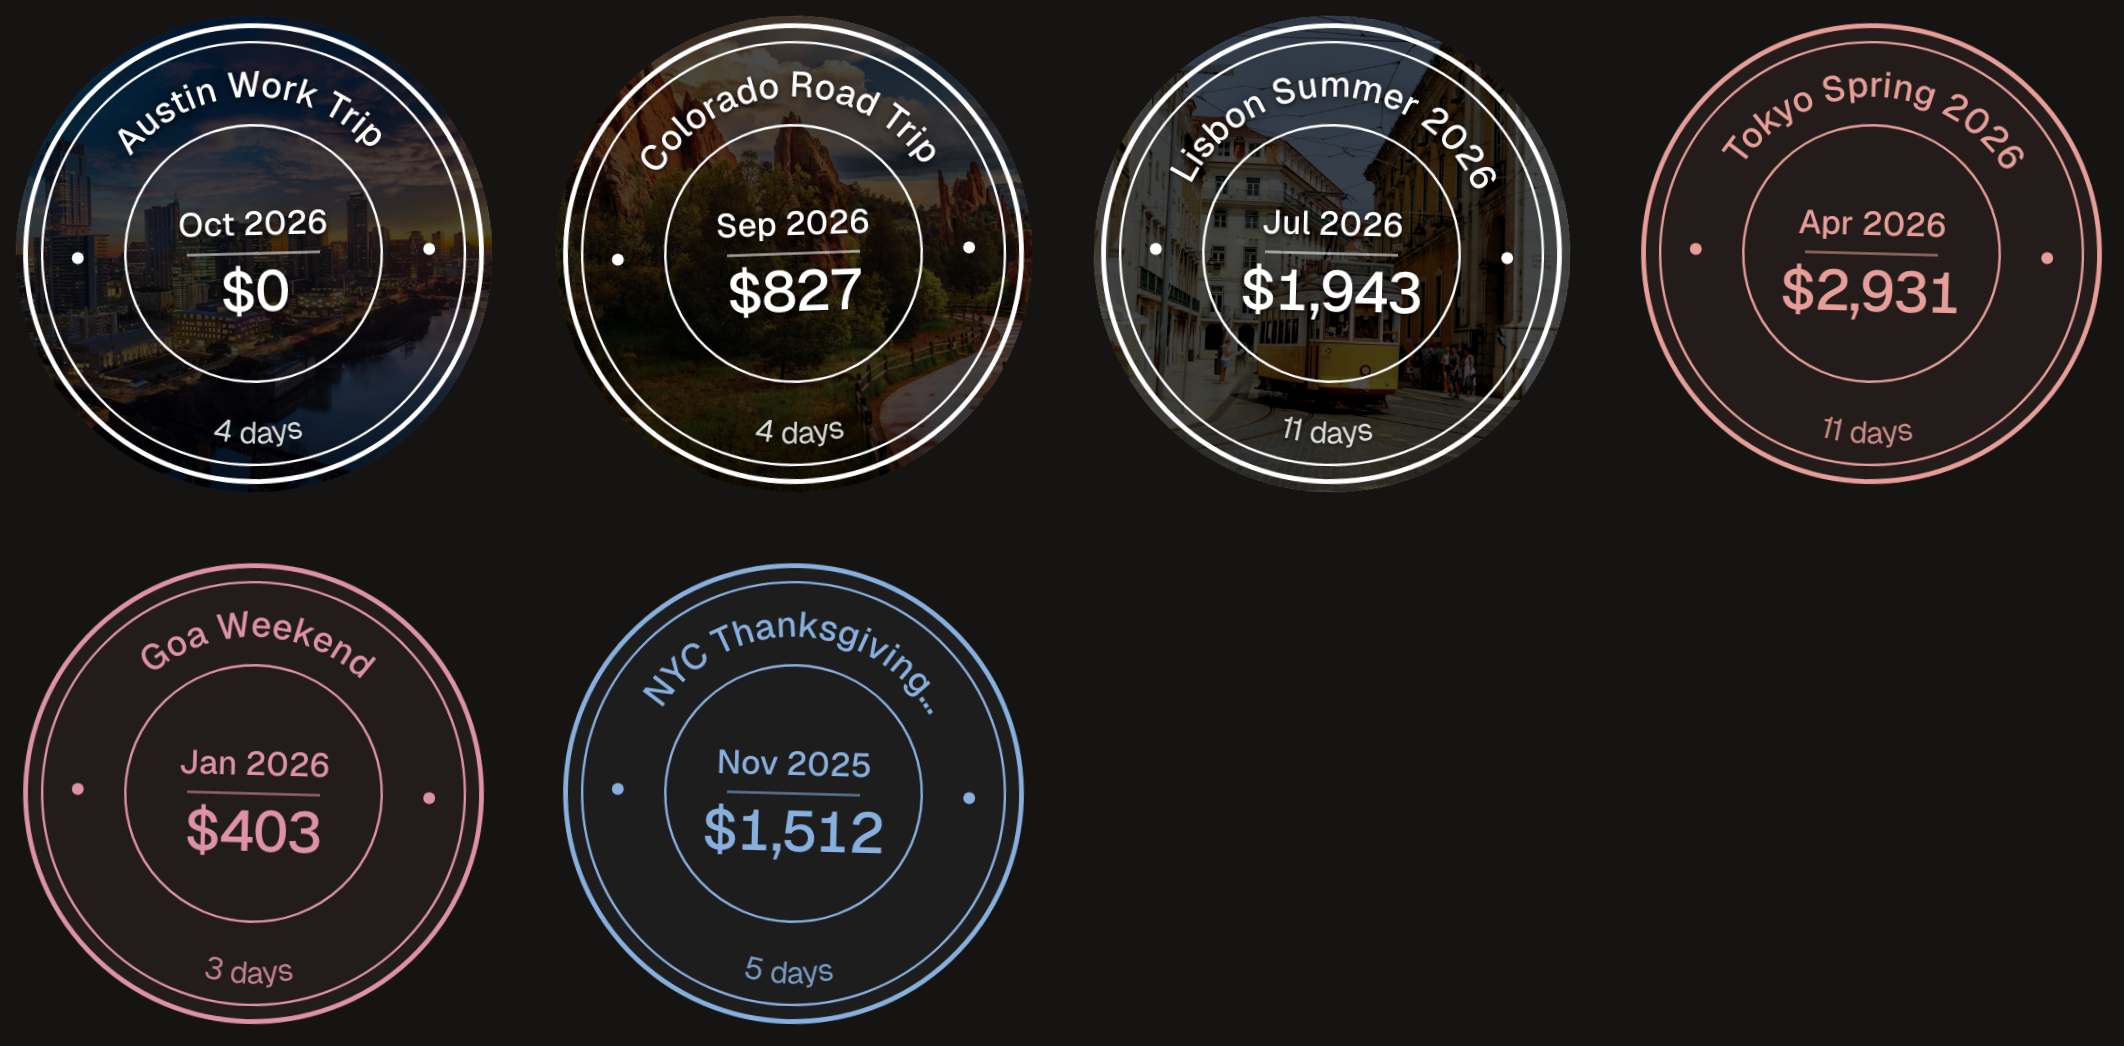 Austin Work Trip
Oct 2026
$0
4 days
Colorado Road Trip
Sep 2026
$827
4 days
Lisbon Summer 2026
Jul 2026
$1,943
11 days
Tokyo Spring 2026
Apr 2026
$2,931
11 days
Goa Weekend
Jan 2026
$403
3 days
NYC Thanksgiving...
Nov 2025
$1,512
5 days